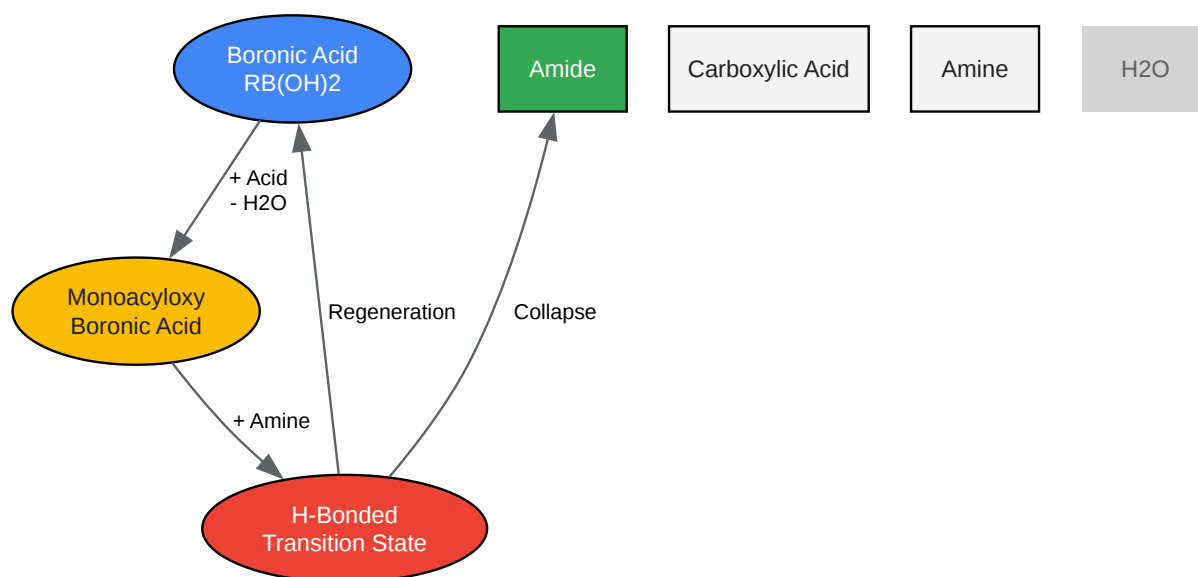 Boronic Acid
RB(OH)2
Amide
Carboxylic Acid
Amine
H2O
+ Acid
- H2O
Monoacyloxy
Boronic Acid
Regeneration
Collapse
+ Amine
H-Bonded
Transition State